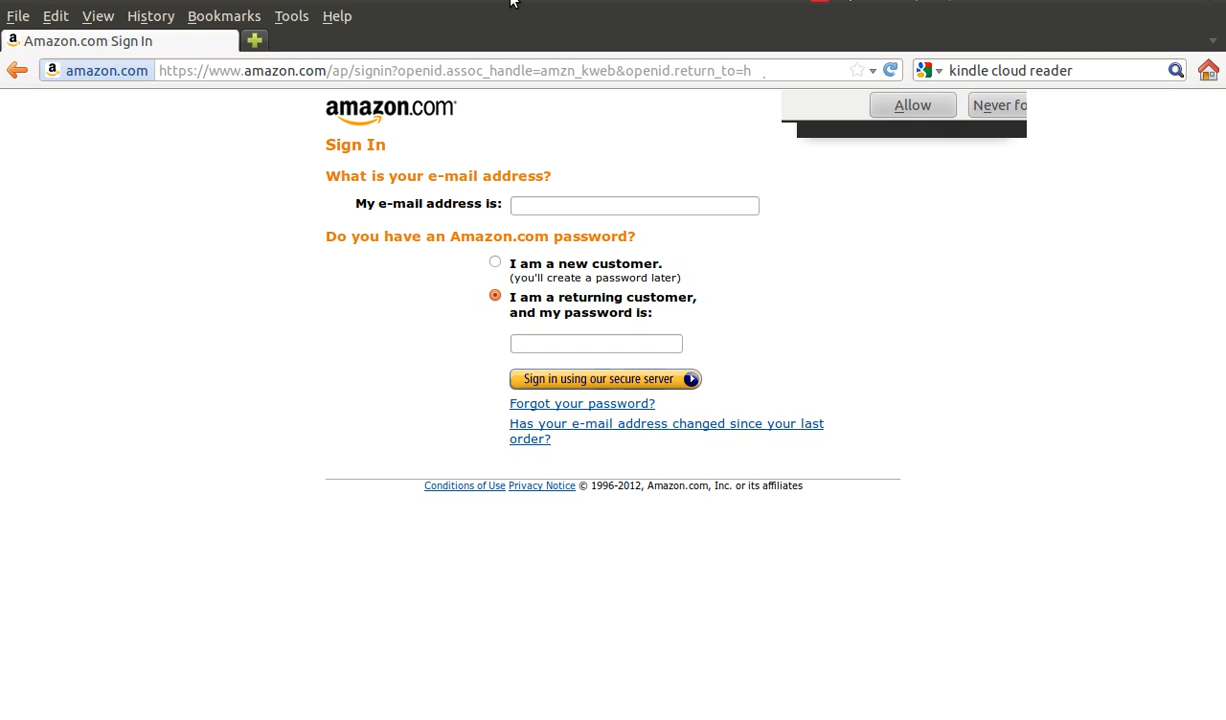 File Edit View History Bookmarks Tools Help
Amazon.com Sign In
amazon.com https://www.amazon.com/ap/signin?openid.assoc_handle=amzn_kweb&openid.return_to=h kindle cloud reader
amazon.com
Allow Never fo
Sign In
What is your e-mail address?
My e-mail address is:
Do you have an Amazon.com password?
I am a new customer.
(you'll create a password later)
I am a returning customer,
and my password is:
Sign in using our secure server
Forgot your password?
Has your e-mail address changed since your last
order?
Conditions of Use Privacy Notice © 1996-2012, Amazon.com, Inc. or its affiliates